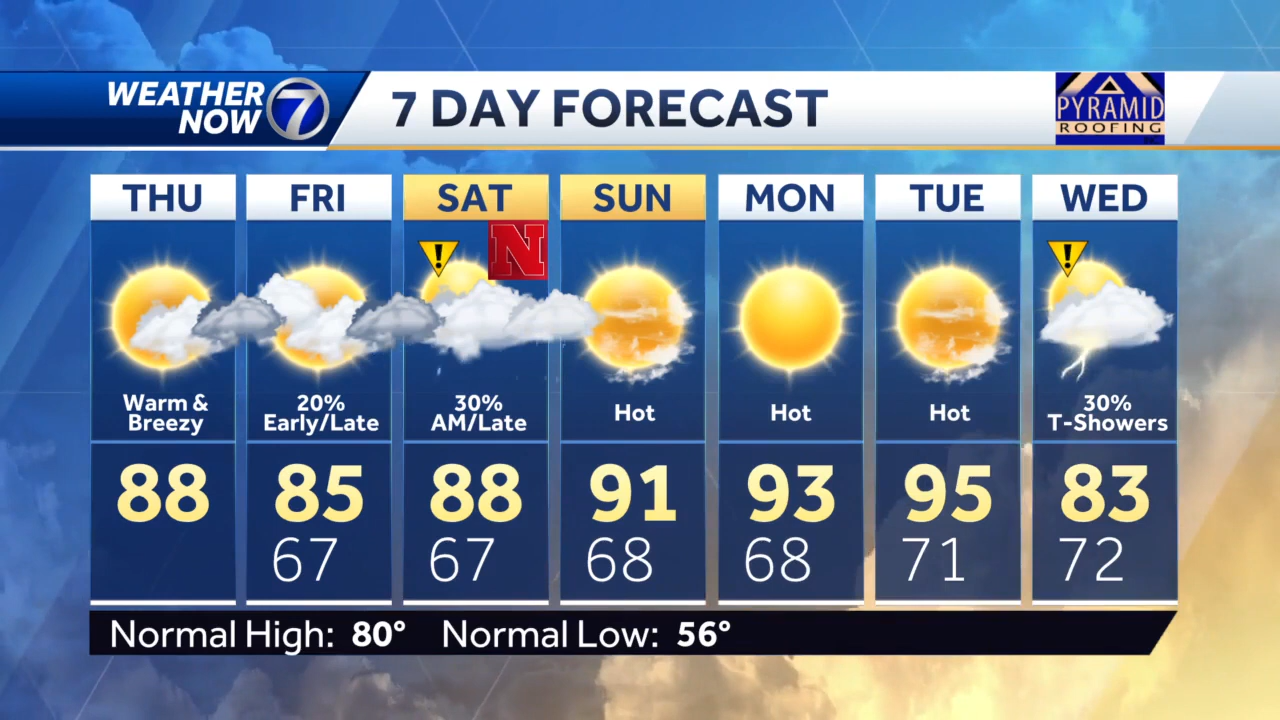 WEATHER
NOW
7
7 DAY FORECAST
PYRAMID
ROOFING
THU
FRI
SAT
SUN
MON
TUE
WED
!
N
!
Warm &
Breezy
20%
Early/Late
30%
AM/Late
Hot
Hot
Hot
30%
T-Showers
88
85
88
91
93
95
83
67
67
68
68
71
72
Normal High: 80° Normal Low: 56°